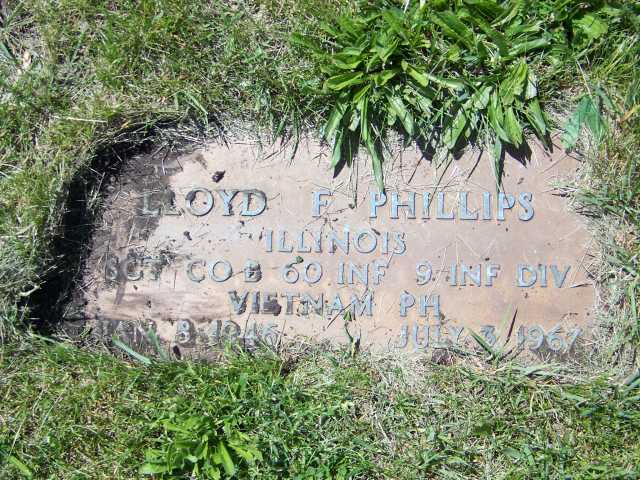 LLOYD F PHILLIPS
ILLINOIS
SGT CO B 60 INF 9 INF DIV
VIETNAM PH
JAN 8 1946 JULY 3 1967